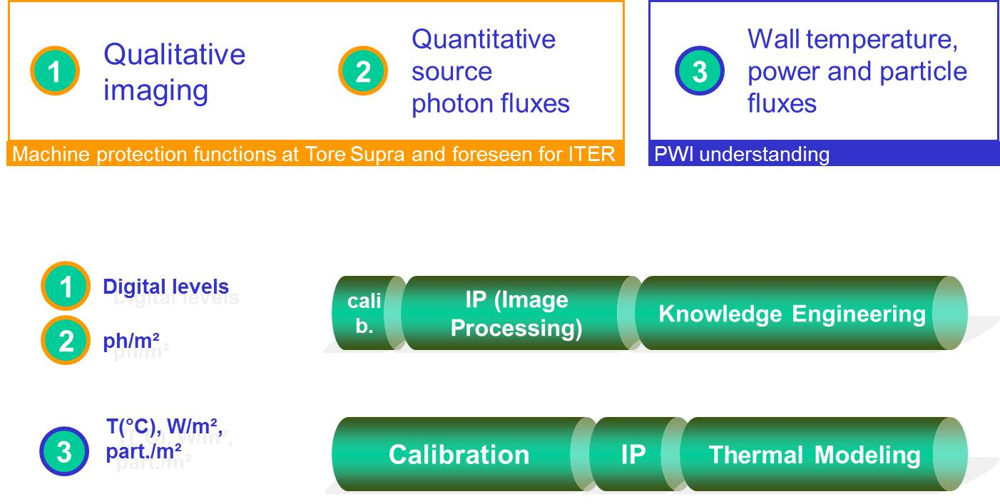 1
Qualitative
imaging
2
Quantitative
source
photon fluxes
3
Wall temperature,
power and particle
fluxes
Machine protection functions at Tore Supra and foreseen for ITER
PWI understanding
1
Digital levels
2
ph/m²
cali
b.
IP (Image
Processing)
Knowledge Engineering
3
T(°C), W/m²,
part./m²
Calibration
IP
Thermal Modeling